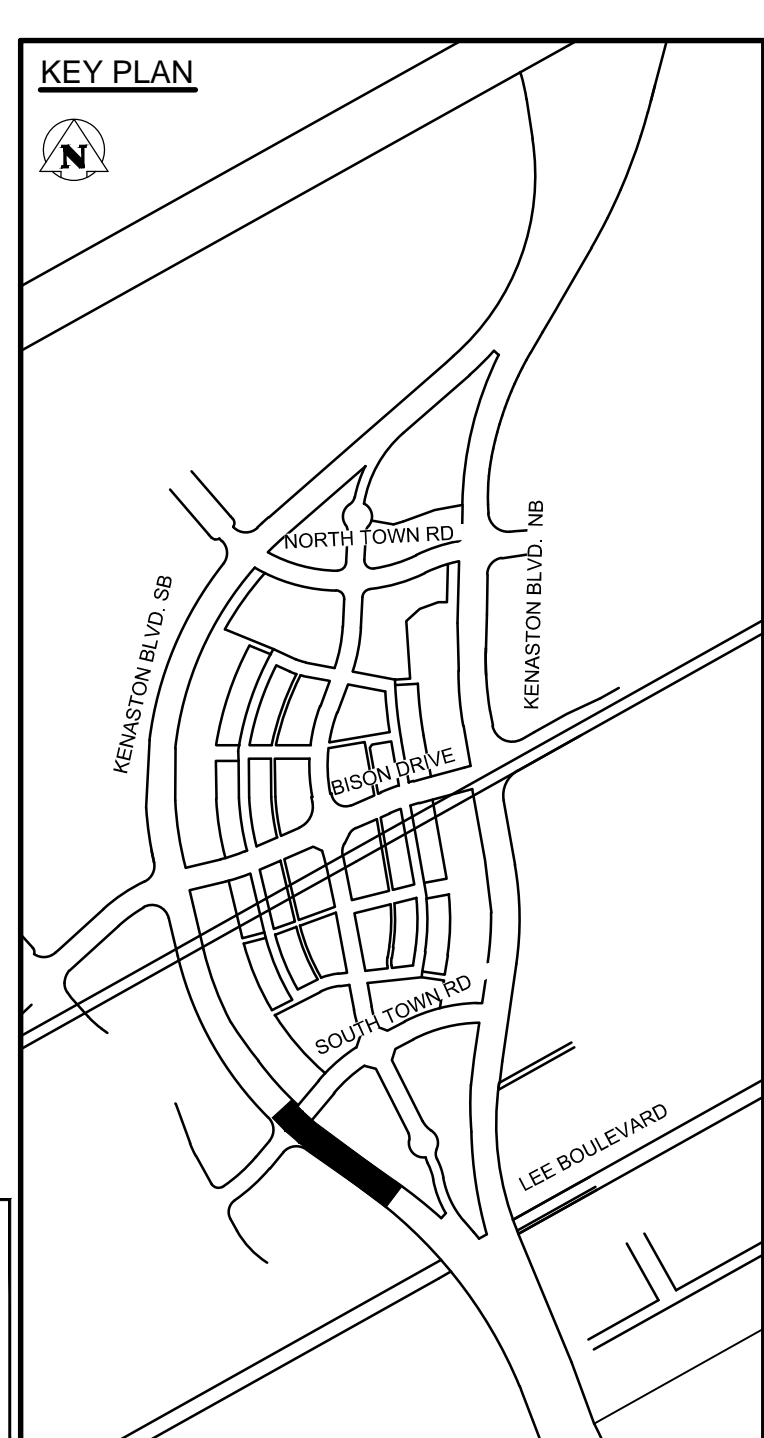 KEY PLAN
N
NORTH TOWN RD
KENASTON BLVD. SB
KENASTON BLVD. NB
BISON DRIVE
SOUTH TOWN RD
LEE BOULEVARD